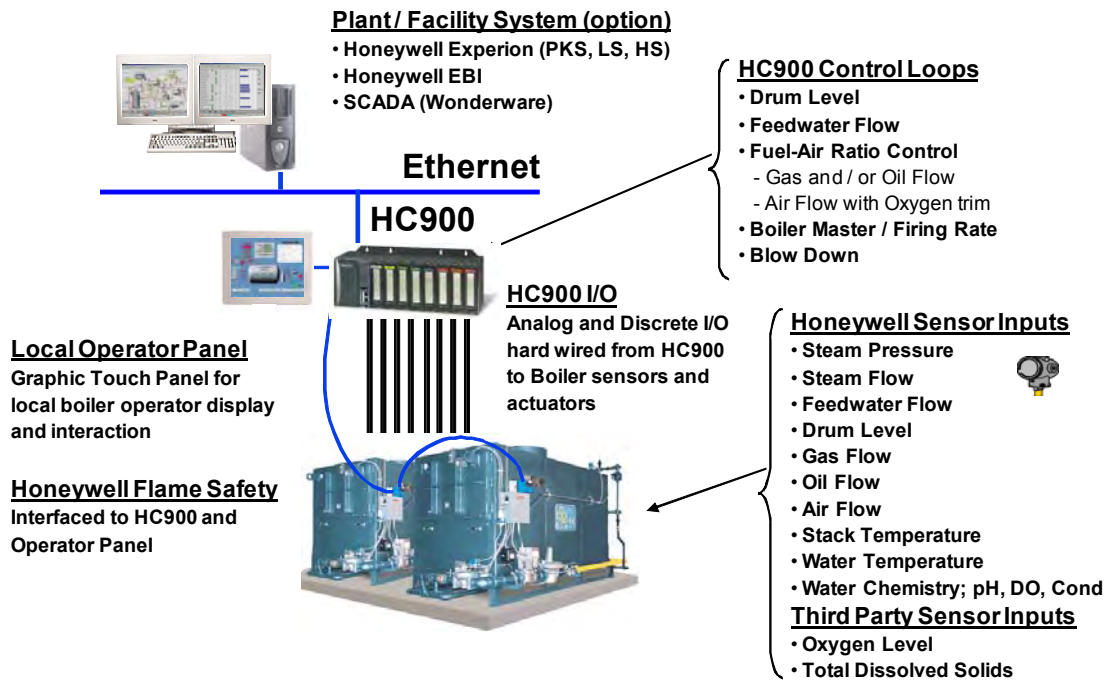 Plant / Facility System (option)
• Honeywell Experion (PKS, LS, HS)
• Honeywell EBI
• SCADA (Wonderware)
Ethernet
HC900
HC900 Control Loops
• Drum Level
• Feedwater Flow
• Fuel-Air Ratio Control
- Gas and / or Oil Flow
- Air Flow with Oxygen trim
• Boiler Master / Firing Rate
• Blow Down
HC900 I/O
Analog and Discrete I/O
hard wired from HC900
to Boiler sensors and
actuators
Local Operator Panel
Graphic Touch Panel for
local boiler operator display
and interaction
Honeywell Flame Safety
Interfaced to HC900 and
Operator Panel
Honeywell Sensor Inputs
• Steam Pressure
• Steam Flow
• Feedwater Flow
• Drum Level
• Gas Flow
• Oil Flow
• Air Flow
• Stack Temperature
• Water Temperature
• Water Chemistry; pH, DO, Cond
Third Party Sensor Inputs
• Oxygen Level
• Total Dissolved Solids